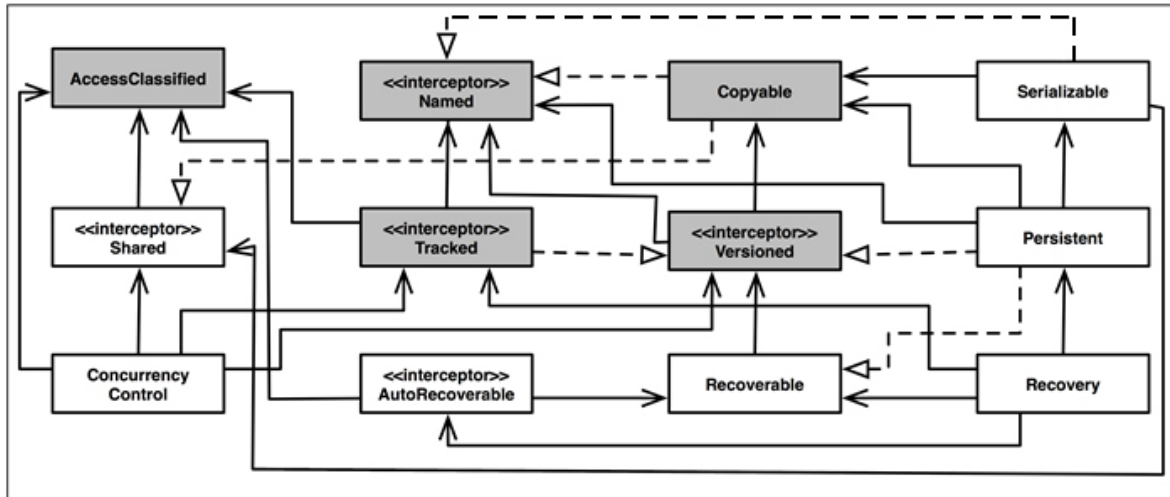 AccessClassified
<<interceptor>>
Named
Copyable
Serializable
<<interceptor>>
Shared
<<interceptor>>
Tracked
<<interceptor>>
Versioned
Persistent
Concurrency
Control
<<interceptor>>
AutoRecoverable
Recoverable
Recovery